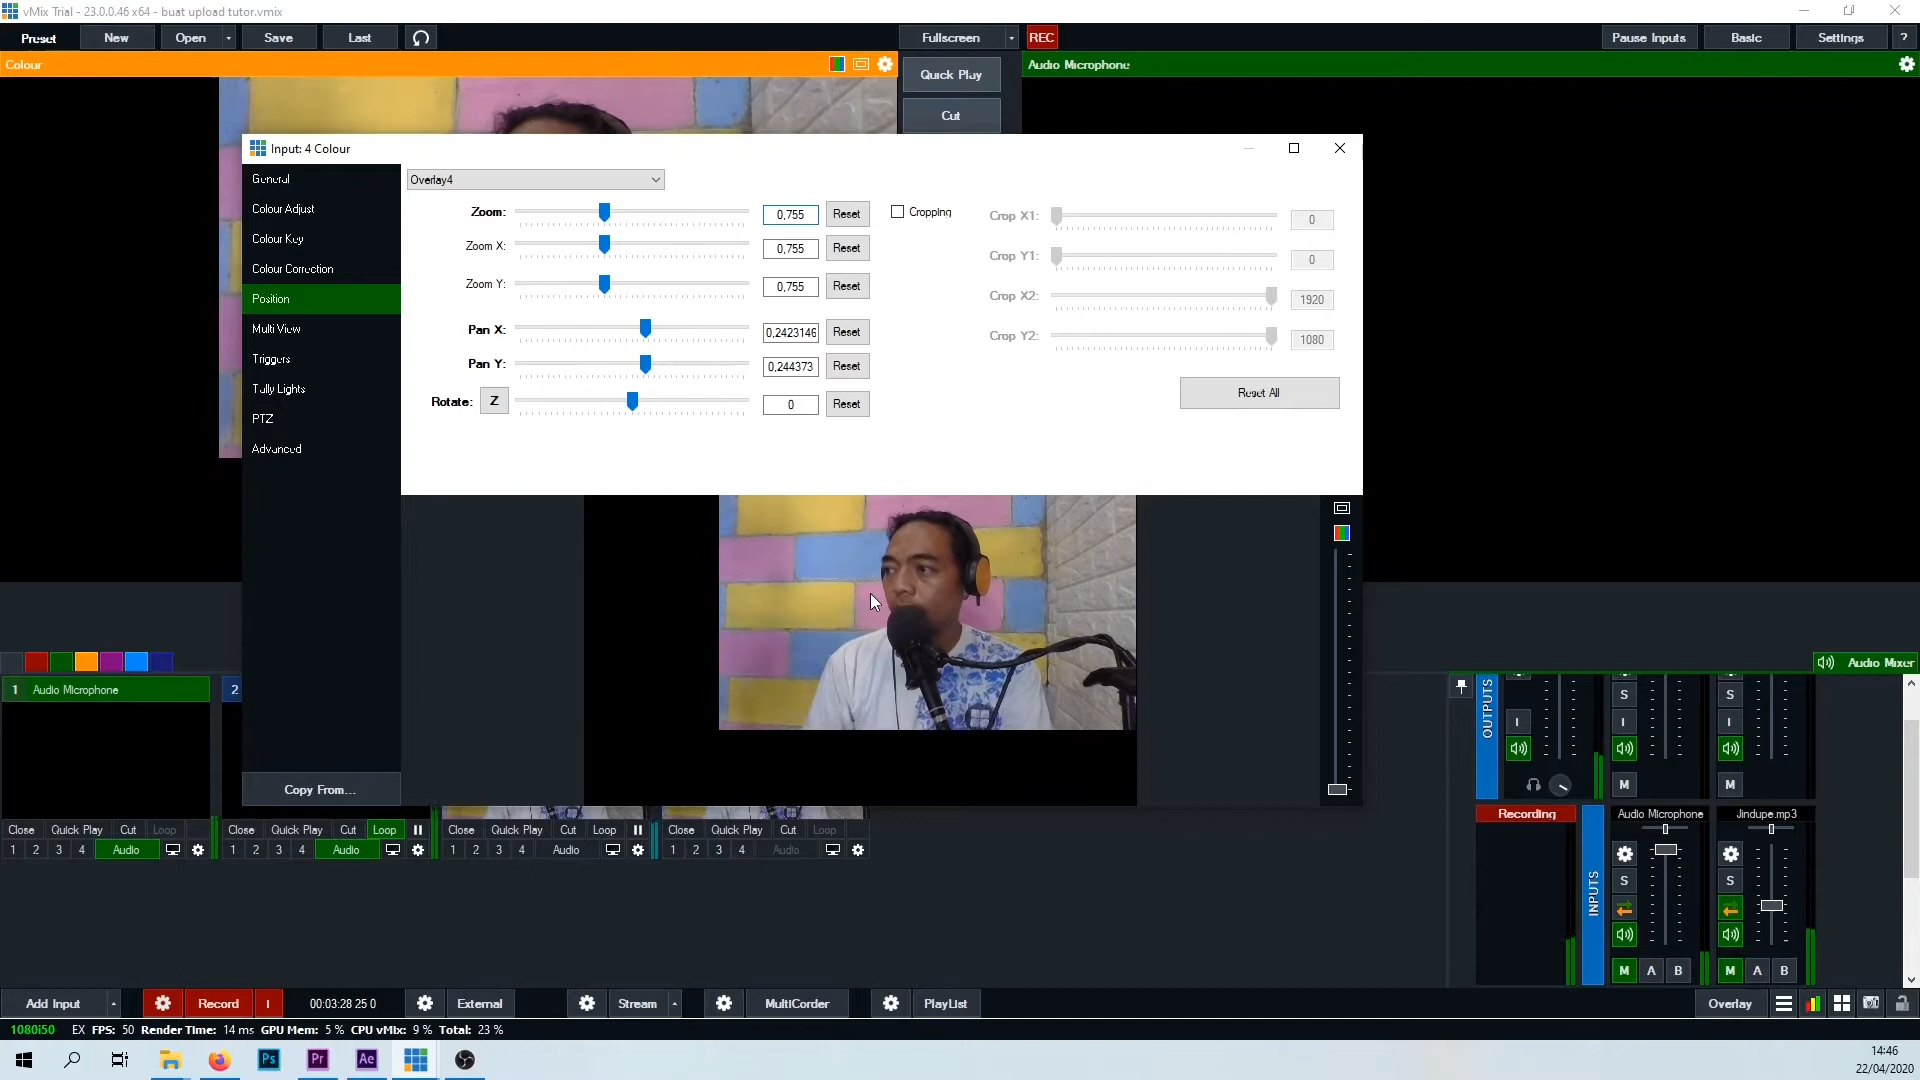 vMix Trial - 23.0.0.46 x64 - buat upload tutor.vmix
Preset New Open Save Last Fullscreen REC Pause Inputs Basic Settings ?
Colour Quick Play Audio Microphone
Cut
Input: 4 Colour
General
Colour Adjust
Colour Key
Colour Correction
Position
Multi View
Triggers
Tally Lights
PTZ
Advanced
Copy From...
Overlay4
Zoom: 0,755 Reset
Zoom X: 0,755 Reset
Zoom Y: 0,755 Reset
Pan X: 0,2423146 Reset
Pan Y: 0,244373 Reset
Rotate: Z 0 Reset
Cropping
Crop X1: 0
Crop Y1: 0
Crop X2: 1920
Crop Y2: 1080
Reset All
1 Audio Microphone 2
Close Quick Play Cut Loop Close Quick Play Cut Loop Close Quick Play Cut Loop Close Quick Play Cut Loop
1 2 3 4 Audio 1 2 3 4 Audio 1 2 3 4 Audio 1 2 3 4 Audio
Audio Mixer
OUTPUTS
S S
I I I
M M
Recording
INPUTS
Audio Microphone Jindupe.mp3
S S
M A B M A B
Add Input Record I 00:03:28 25 0 External Stream MultiCorder PlayList Overlay
1080i50 EX FPS: 50 Render Time: 14 ms GPU Mem: 5 % CPU vMix: 9 % Total: 23 %
Ps Pr Ae
14:46
22/04/2020